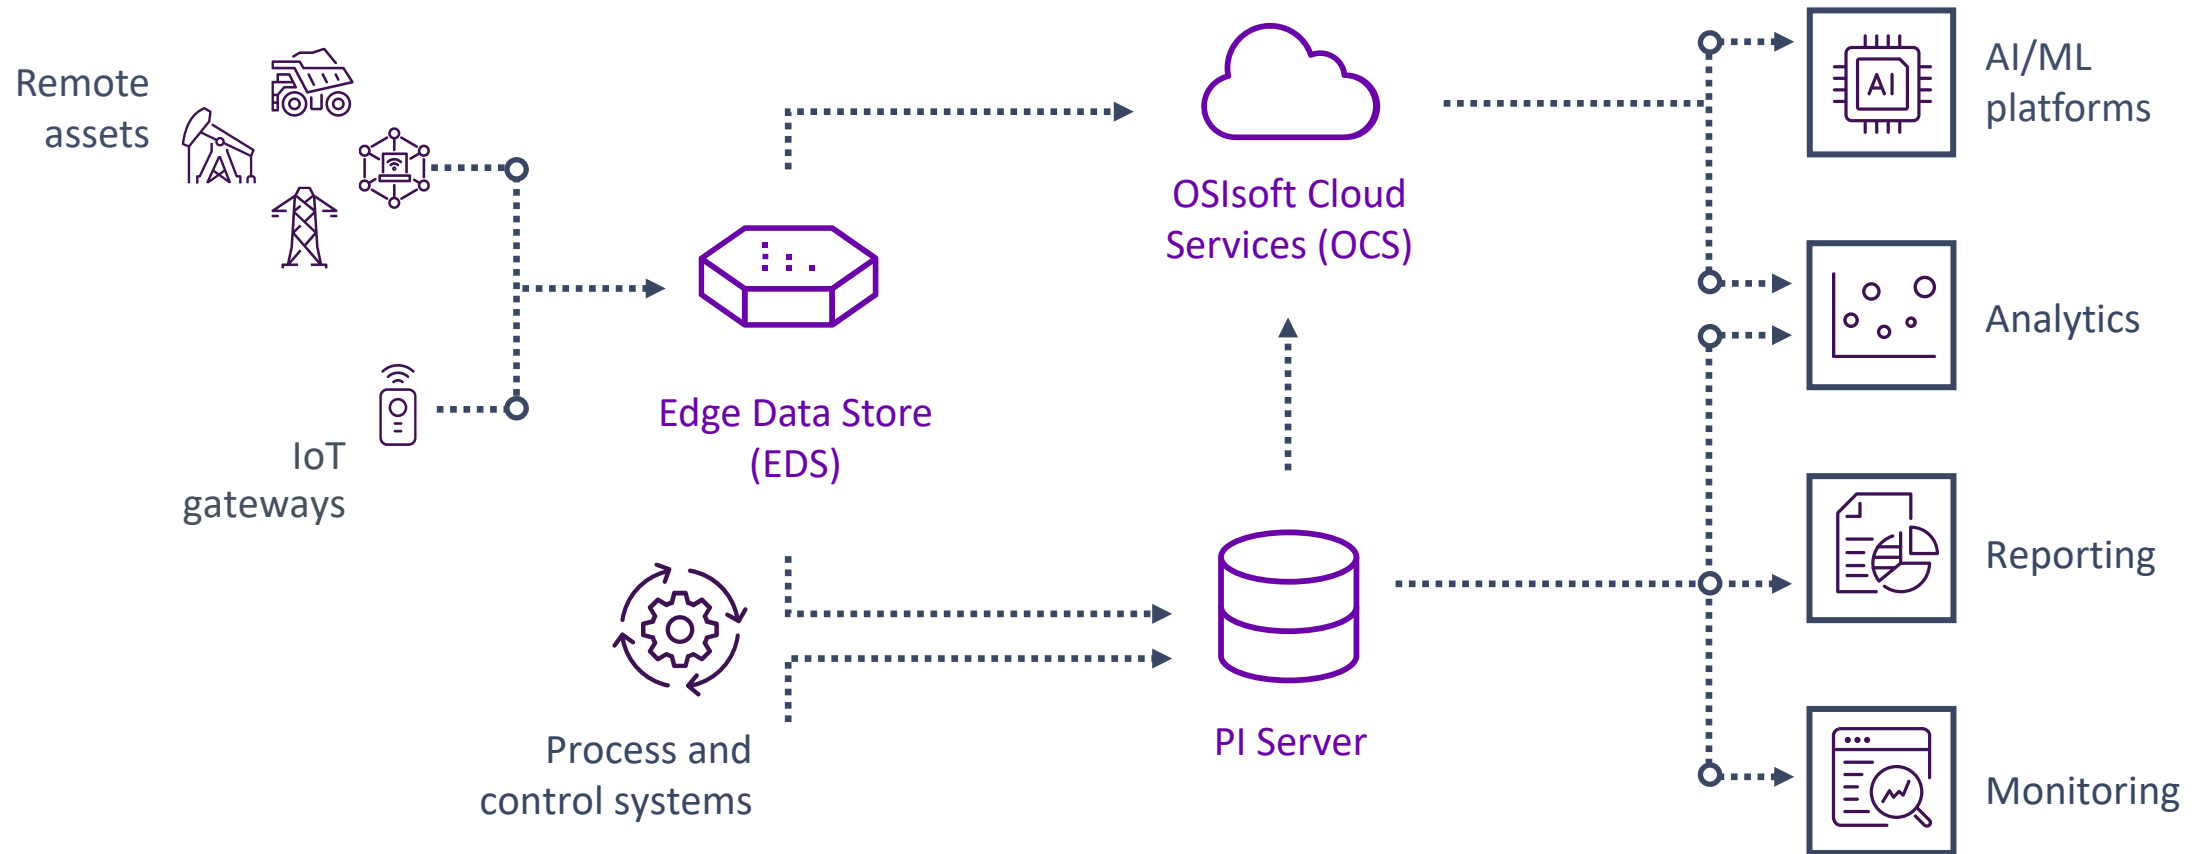 Remote
assets
IoT
gateways
Edge Data Store
(EDS)
Process and
control systems
OSIsoft Cloud
Services (OCS)
PI Server
AI
AI/ML
platforms
Analytics
Reporting
Monitoring